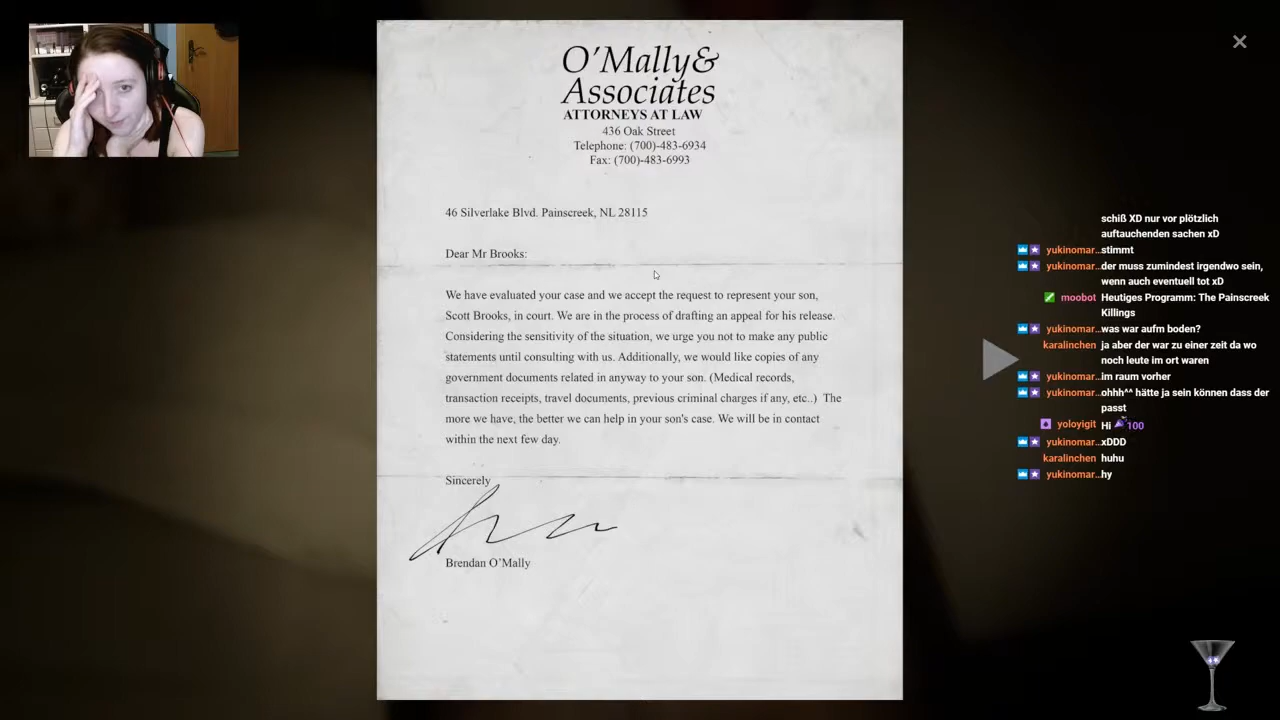 O'Mally&
Associates
ATTORNEYS AT LAW
436 Oak Street
Telephone: (700)-483-6934
Fax: (700)-483-6993
46 Silverlake Blvd. Painscreek, NL 28115
Dear Mr Brooks:
We have evaluated your case and we accept the request to represent your son,
Scott Brooks, in court. We are in the process of drafting an appeal for his release.
Considering the sensitivity of the situation, we urge you not to make any public
statements until consulting with us. Additionally, we would like copies of any
government documents related in anyway to your son. (Medical records,
transaction receipts, travel documents, previous criminal charges if any, etc..) The
more we have, the better we can help in your son's case. We will be in contact
within the next few day.
Sincerely
Brendan O'Mally
schiß XD nur vor plötzlich
auftauchenden sachen xD
yukinomar... stimmt
yukinomar... der muss zumindest irgendwo sein,
wenn auch eventuell tot xD
moobot Heutiges Programm: The Painscreek
Killings
yukinomar... was war aufm boden?
karalinchen ja aber der war zu einer zeit da wo
noch leute im ort waren
yukinomar... im raum vorher
yukinomar... ohhh^^ hätte ja sein können dass der
passt
yoloyigit Hi 100
yukinomar... xDDD
karalinchen huhu
yukinomar... hy